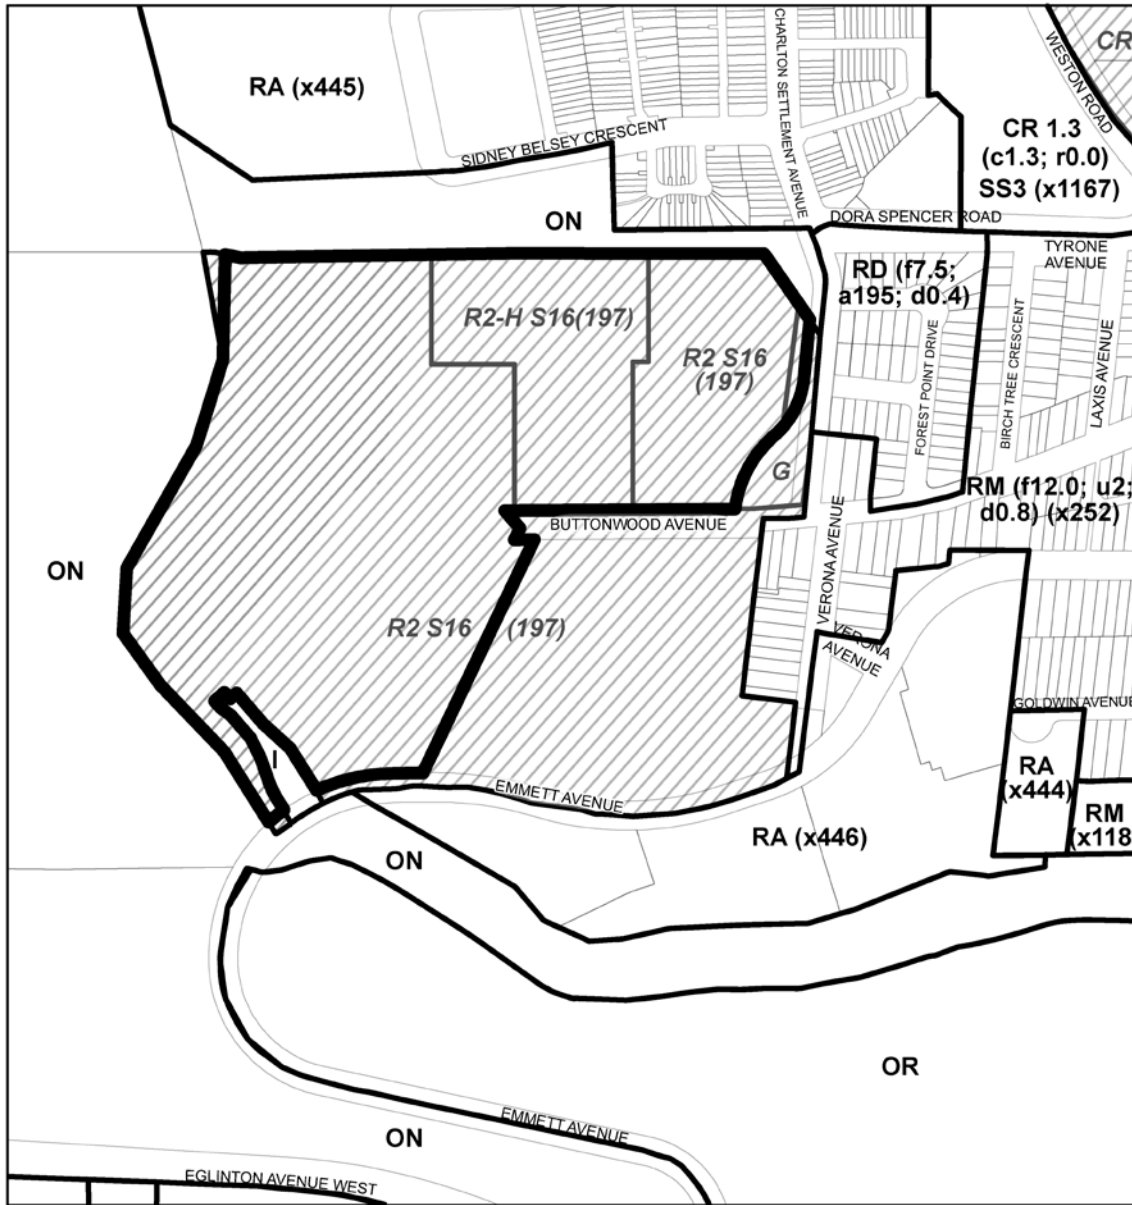 CHARLTON SETTLEMENT AVENUE
WESTON ROAD
CR
RA (x445)
CR 1.3
(c1.3; r0.0)
SS3 (x1167)
SIDNEY BELSEY CRESCENT
ON
DORA SPENCER ROAD
TYRONE
AVENUE
RD (f7.5;
a195; d0.4)
R2-H S16(197)
R2 S16
(197)
FOREST POINT DRIVE
BIRCH TREE CRESCENT
LAXIS AVENUE
G
RM (f12.0; u2;
d0.8) (x252)
BUTTONWOOD AVENUE
ON
VERONA AVENUE
R2 S16 (197)
VERONA
AVENUE
GOLDWIN AVENUE
I
RA
(x444)
EMMETT AVENUE
RM
(x118
RA (x446)
ON
OR
EMMETT AVENUE
ON
EGLINTON AVENUE WEST